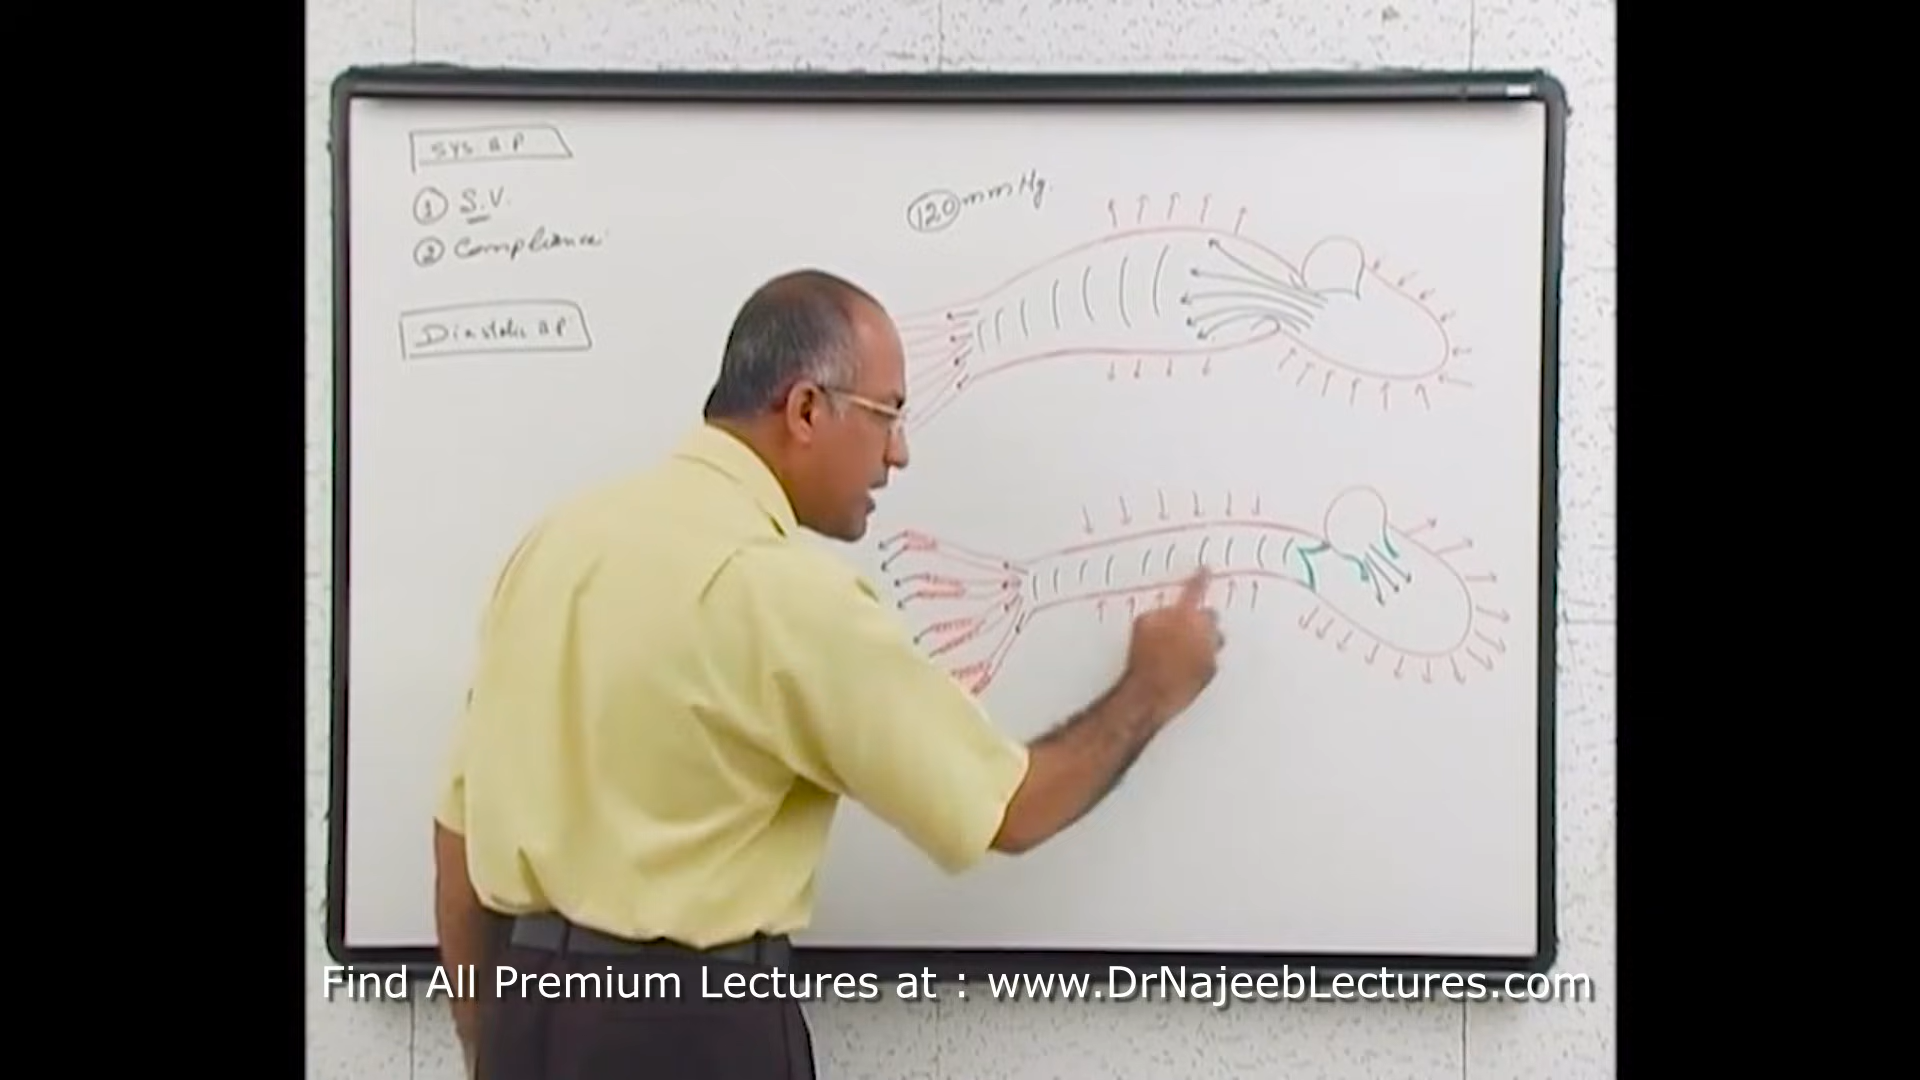 Sys. B P
① S.V.
② Compliance
Diastolic B P
120 mm Hg.
Find All Premium Lectures at : www.DrNajeebLectures.com